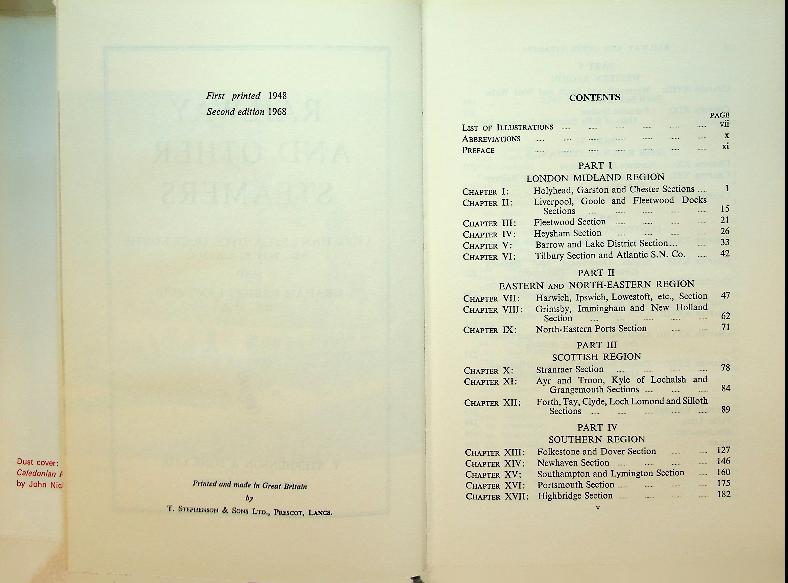 First printed 1948
Second edition 1968
Printed and made in Great Britain
by
T. Stephenson & Sons Ltd., Prescot, Lancs.
Dust cover:
Caledonian
by John
CONTENTS
PAGE
List of Illustrations ... ... ... ... ... ... vii
Abbreviations ... ... ... ... ... ... x
Preface ... ... ... ... ... xi
PART I
LONDON MIDLAND REGION
Chapter I: Holyhead, Garston and Chester Sections ... 1
Chapter II: Liverpool, Goole and Fleetwood Docks
Sections ... ... ... ... 15
Chapter III: Fleetwood Section ... ... ... ... 21
Chapter IV: Heysham Section ... ... ... ... 26
Chapter V: Barrow and Lake District Section... ... 33
Chapter VI: Tilbury Section and Atlantic S.N. Co. ... 42
PART II
EASTERN AND NORTH-EASTERN REGION
Chapter VII: Harwich, Ipswich, Lowestoft, etc., Section 47
Chapter VIII: Grimsby, Immingham and New Holland
Section ... ... ... ... 62
Chapter IX: North-Eastern Ports Section ... ... 71
PART III
SCOTTISH REGION
Chapter X: Stranraer Section ... ... ... ... 78
Chapter XI: Ayr and Troon, Kyle of Lochalsh and
Grangemouth Sections ... ... ... 84
Chapter XII: Forth, Tay, Clyde, Loch Lomond and Silloth
Sections ... ... ... ... 89
PART IV
SOUTHERN REGION
Chapter XIII: Folkestone and Dover Section ... ... 127
Chapter XIV: Newhaven Section ... ... ... ... 146
Chapter XV: Southampton and Lymington Section ... 160
Chapter XVI: Portsmouth Section ... ... ... ... 175
Chapter XVII: Highbridge Section ... ... ... ... 182
v